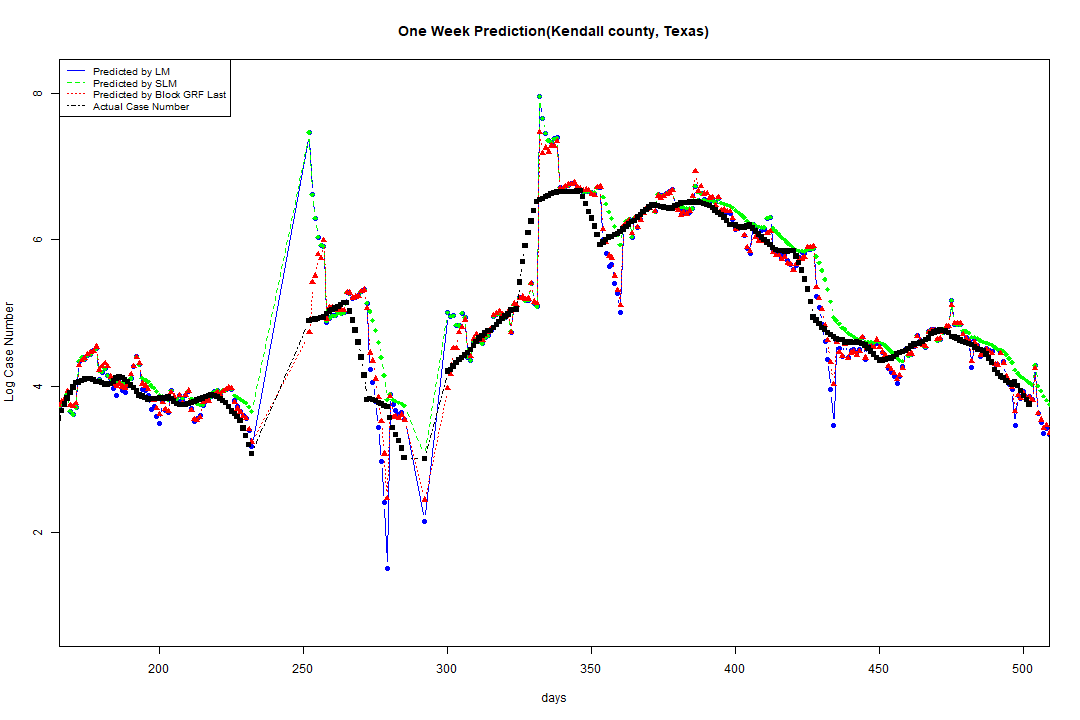 One Week Prediction(Kendall county, Texas)
Predicted by LM
Predicted by SLM
Predicted by Block GRF Last
Actual Case Number
8
6
4
2
Log Case Number
200 250 300 350 400 450 500
days